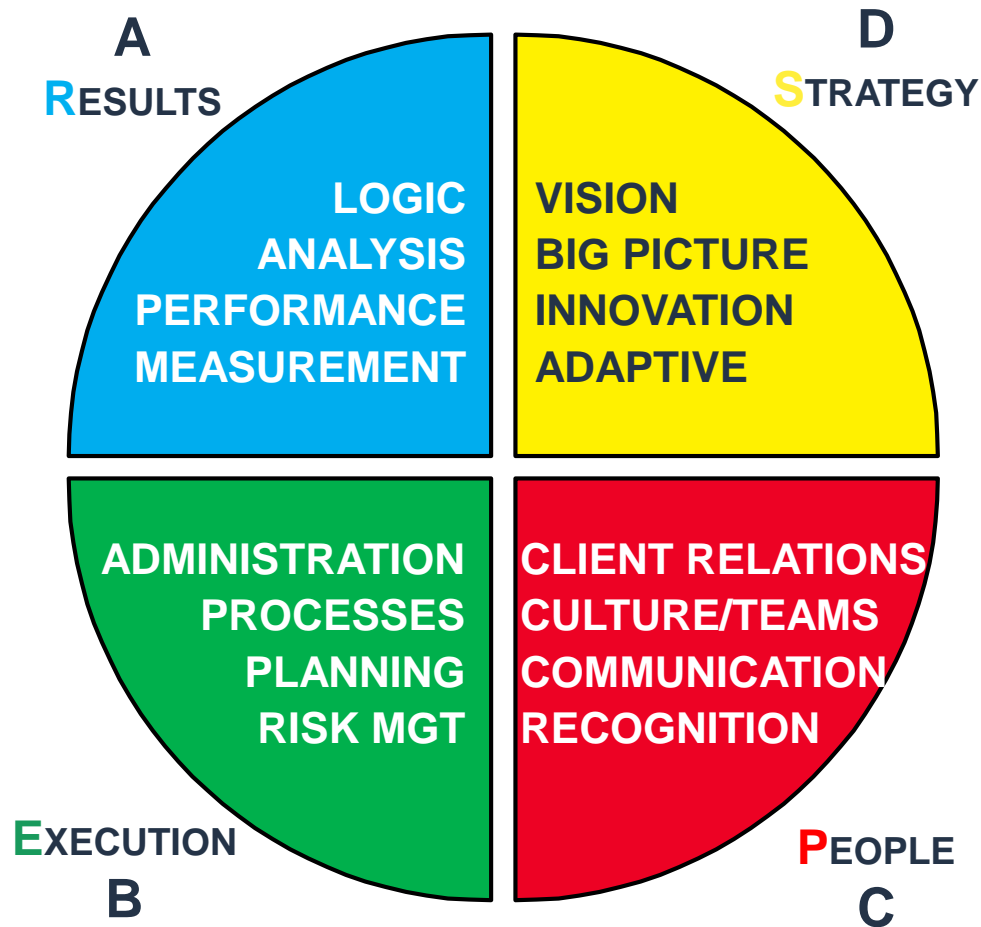 A
RESULTS
LOGIC
ANALYSIS
PERFORMANCE
MEASUREMENT
D
STRATEGY
VISION
BIG PICTURE
INNOVATION
ADAPTIVE
ADMINISTRATION
PROCESSES
PLANNING
RISK MGT
EXECUTION
B
CLIENT RELATIONS
CULTURE/TEAMS
COMMUNICATION
RECOGNITION
PEOPLE
C